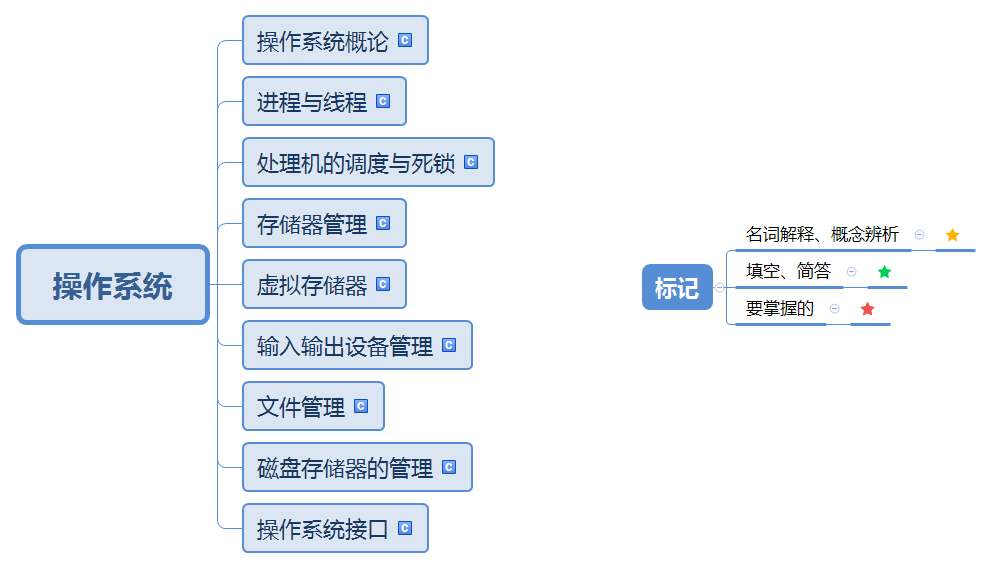 操作系统
操作系统概论
进程与线程
处理机的调度与死锁
存储器管理
虚拟存储器
输入输出设备管理
文件管理
磁盘存储器的管理
操作系统接口
标记
名词解释、概念辨析
填空、简答
要掌握的